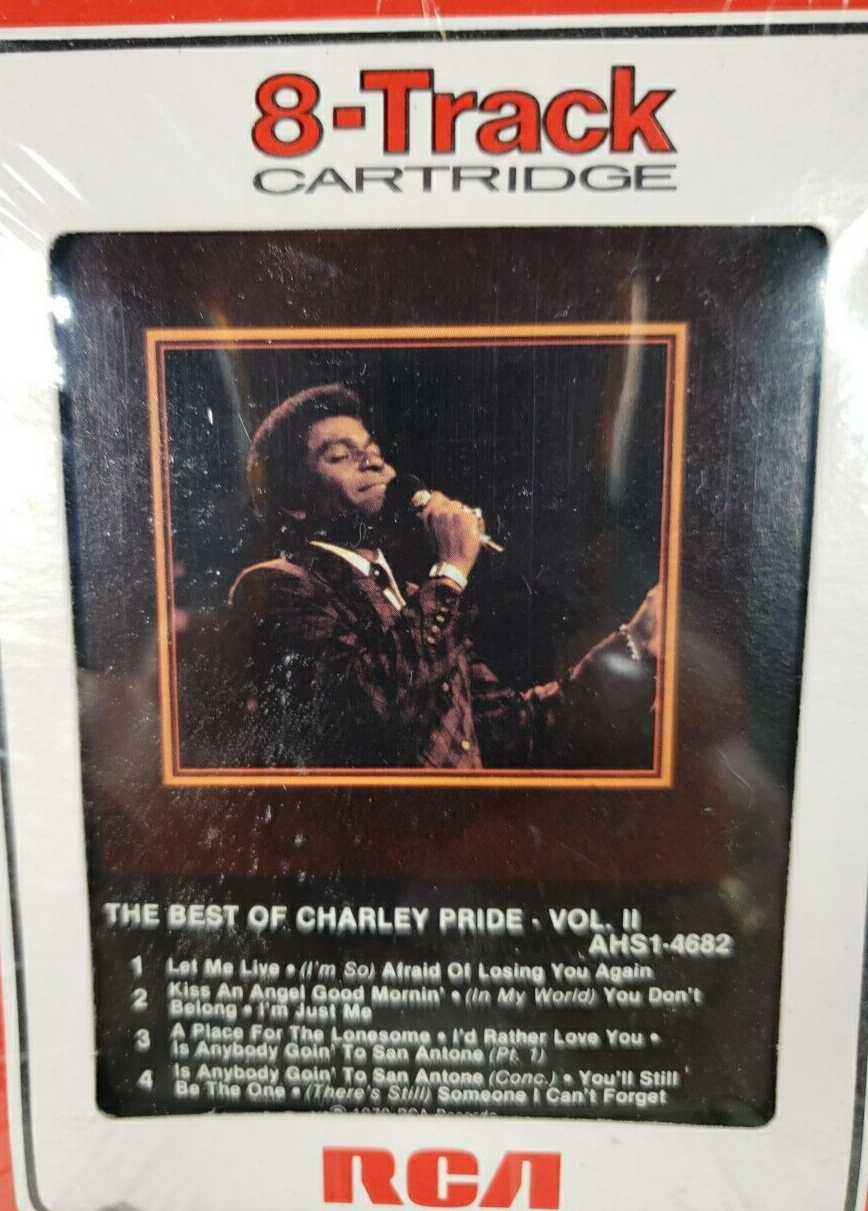 8-Track
CARTRIDGE
THE BEST OF CHARLEY PRIDE · VOL. II
AHS1-4682
1 Let Me Live • (I'm So) Afraid Of Losing You Again
2 Kiss An Angel Good Mornin' • (In My World) You Don't
Belong • I'm Just Me
3 A Place For The Lonesome • I'd Rather Love You •
Is Anybody Goin' To San Antone (Pt. 1)
4 Is Anybody Goin' To San Antone (Conc.) • You'll Still
Be The One • (There's Still) Someone I Can't Forget
RCA Records
RCA